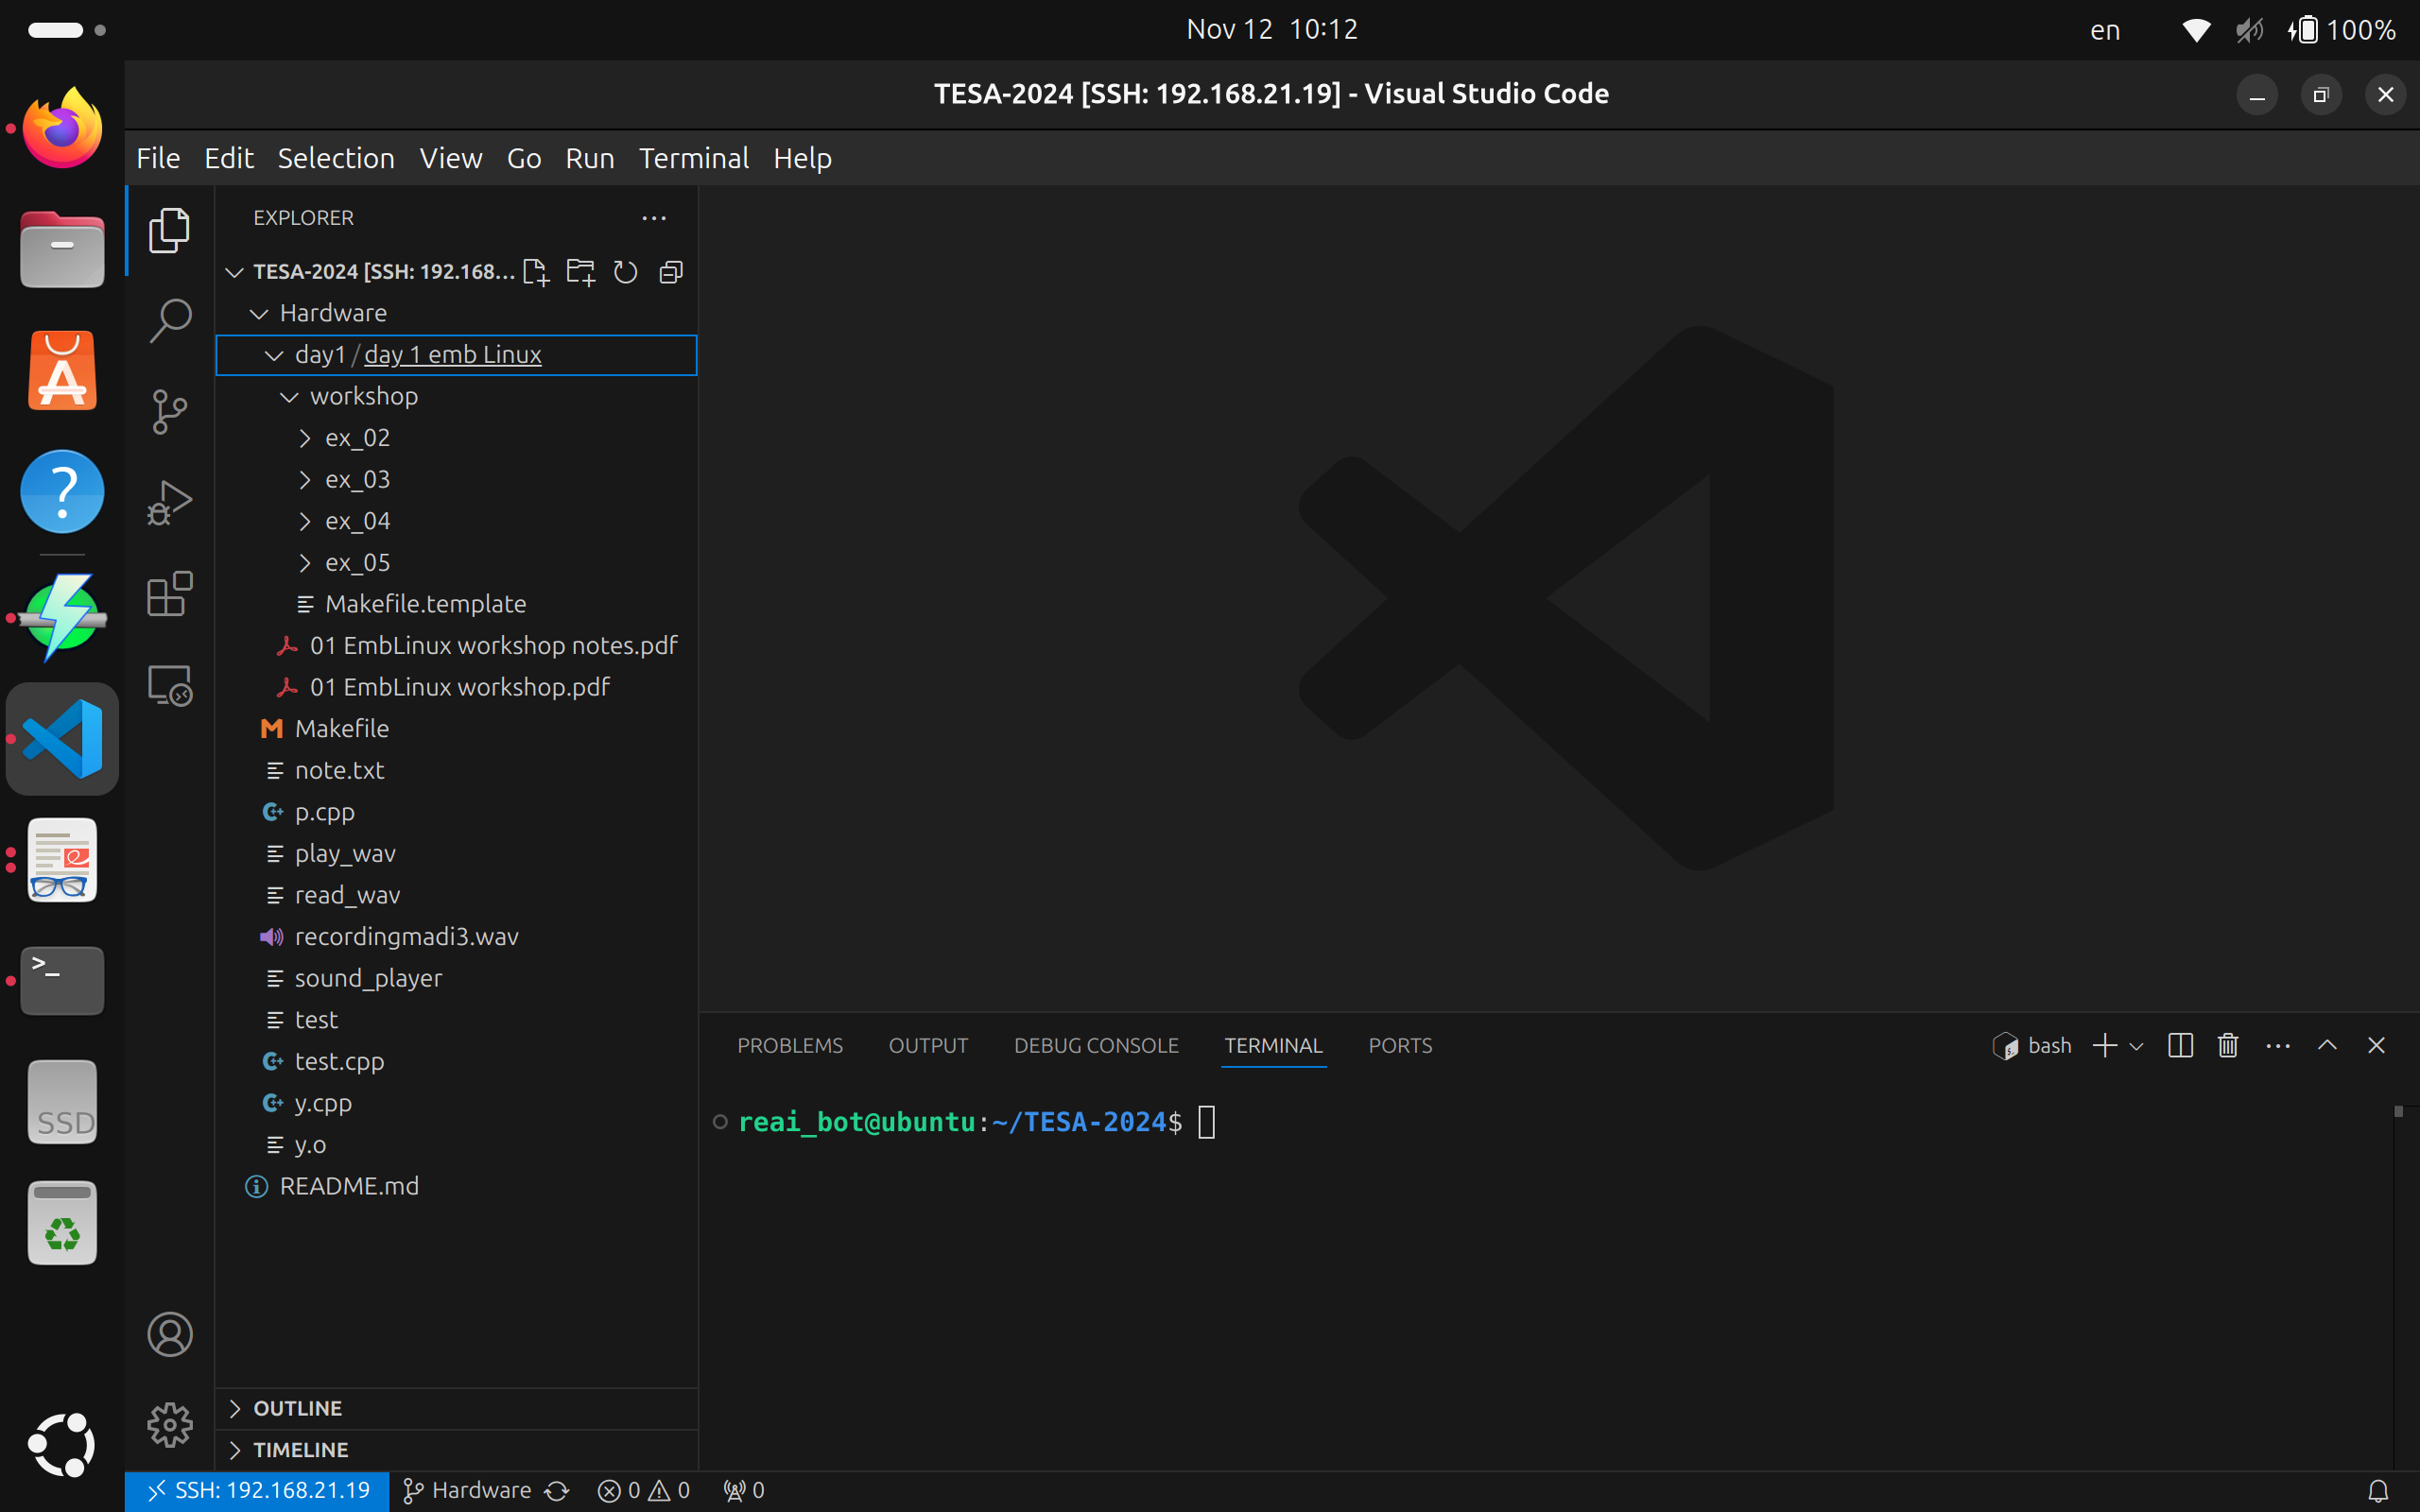 Nov 12 10:12
en
100%
TESA-2024 [SSH: 192.168.21.19] - Visual Studio Code
File Edit Selection View Go Run Terminal Help
EXPLORER
TESA-2024 [SSH: 192.168...
Hardware
day1 / day 1 emb Linux
workshop
ex_02
ex_03
ex_04
ex_05
Makefile.template
01 EmbLinux workshop notes.pdf
01 EmbLinux workshop.pdf
Makefile
note.txt
p.cpp
play_wav
read_wav
recordingmadi3.wav
sound_player
test
test.cpp
y.cpp
y.o
README.md
OUTLINE
TIMELINE
PROBLEMS OUTPUT DEBUG CONSOLE TERMINAL PORTS
bash
reai_bot@ubuntu:~/TESA-2024$
SSD
SSH: 192.168.21.19 Hardware 0 0 0